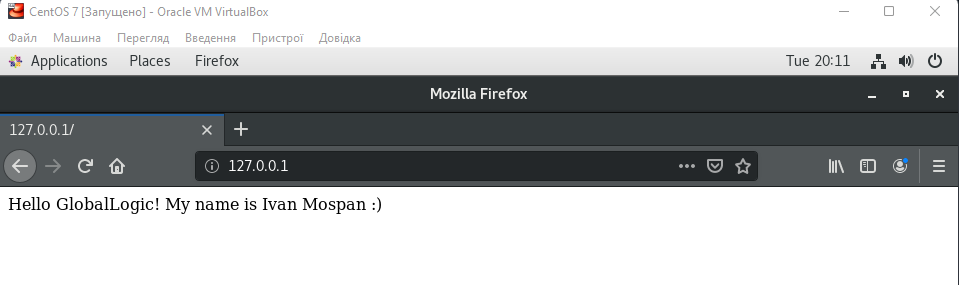 CentOS 7 [Запущено] - Oracle VM VirtualBox
Файл Машина Перегляд Введення Пристрої Довідка
Applications Places Firefox Tue 20:11
Mozilla Firefox
127.0.0.1/
127.0.0.1
Hello GlobalLogic! My name is Ivan Mospan :)